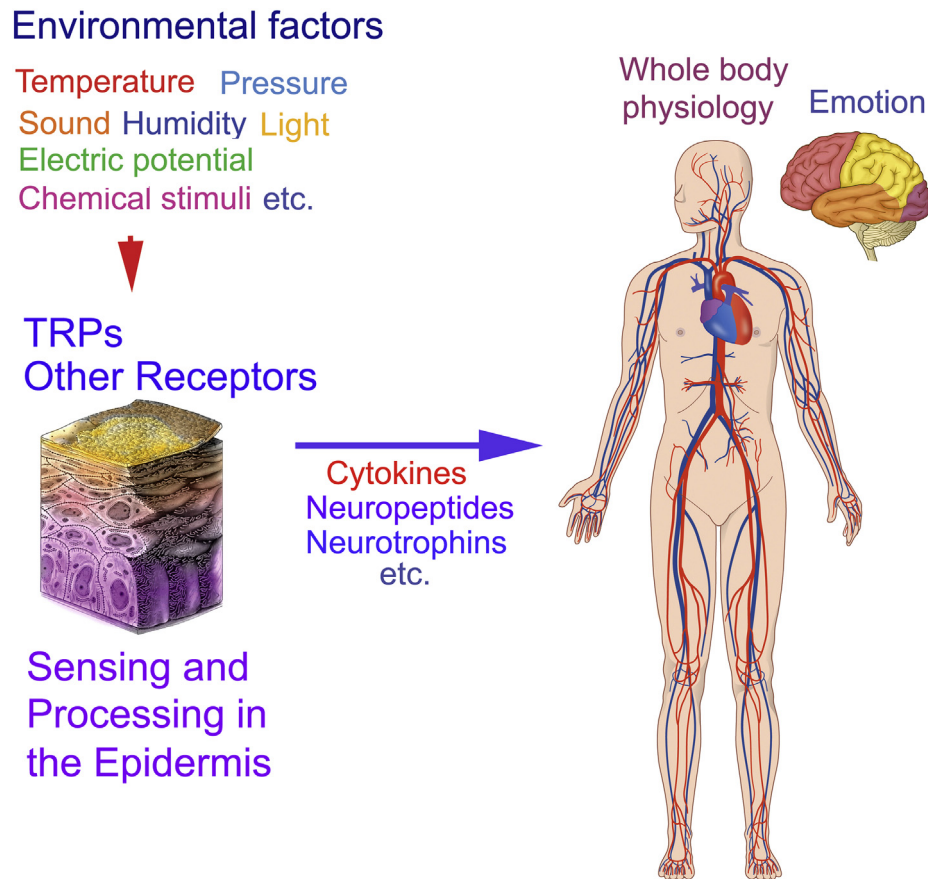 Environmental factors
Temperature Pressure
Sound Humidity Light
Electric potential
Chemical stimuli etc.
TRPs
Other Receptors
Sensing and
Processing in
the Epidermis
Cytokines
Neuropeptides
Neurotrophins
etc.
Whole body
physiology
Emotion